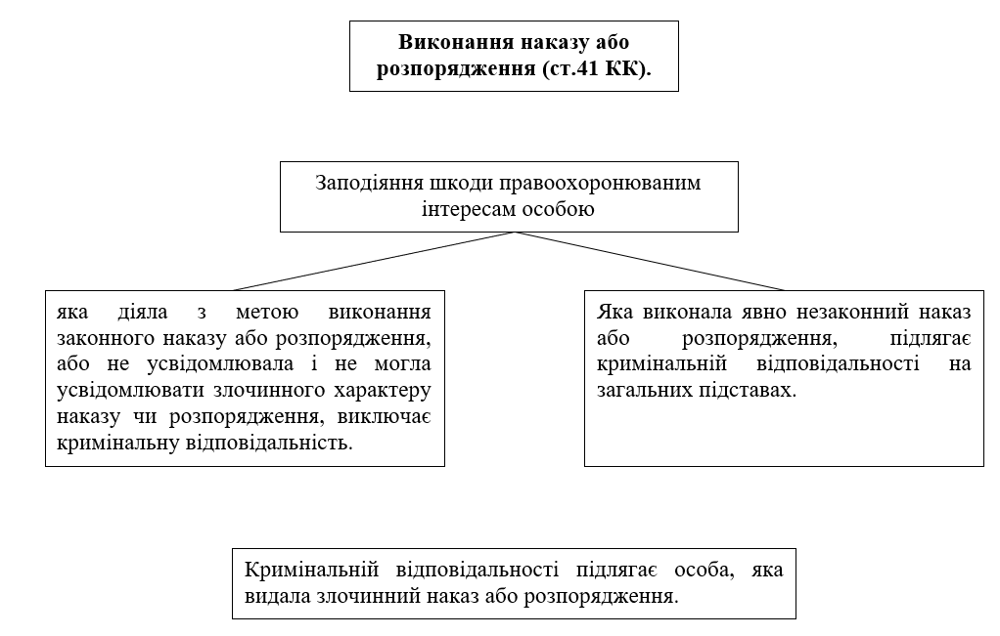 Виконання наказу або
розпорядження (ст.41 КК).
Заподіяння шкоди правоохоронюваним
інтересам особою
яка діяла з метою виконання
законного наказу або розпорядження,
або не усвідомлювала і не могла
усвідомлювати злочинного характеру
наказу чи розпорядження, виключає
кримінальну відповідальність.
Яка виконала явно незаконний наказ
або розпорядження, підлягає
кримінальній відповідальності на
загальних підставах.
Кримінальній відповідальності підлягає особа, яка
видала злочинний наказ або розпорядження.